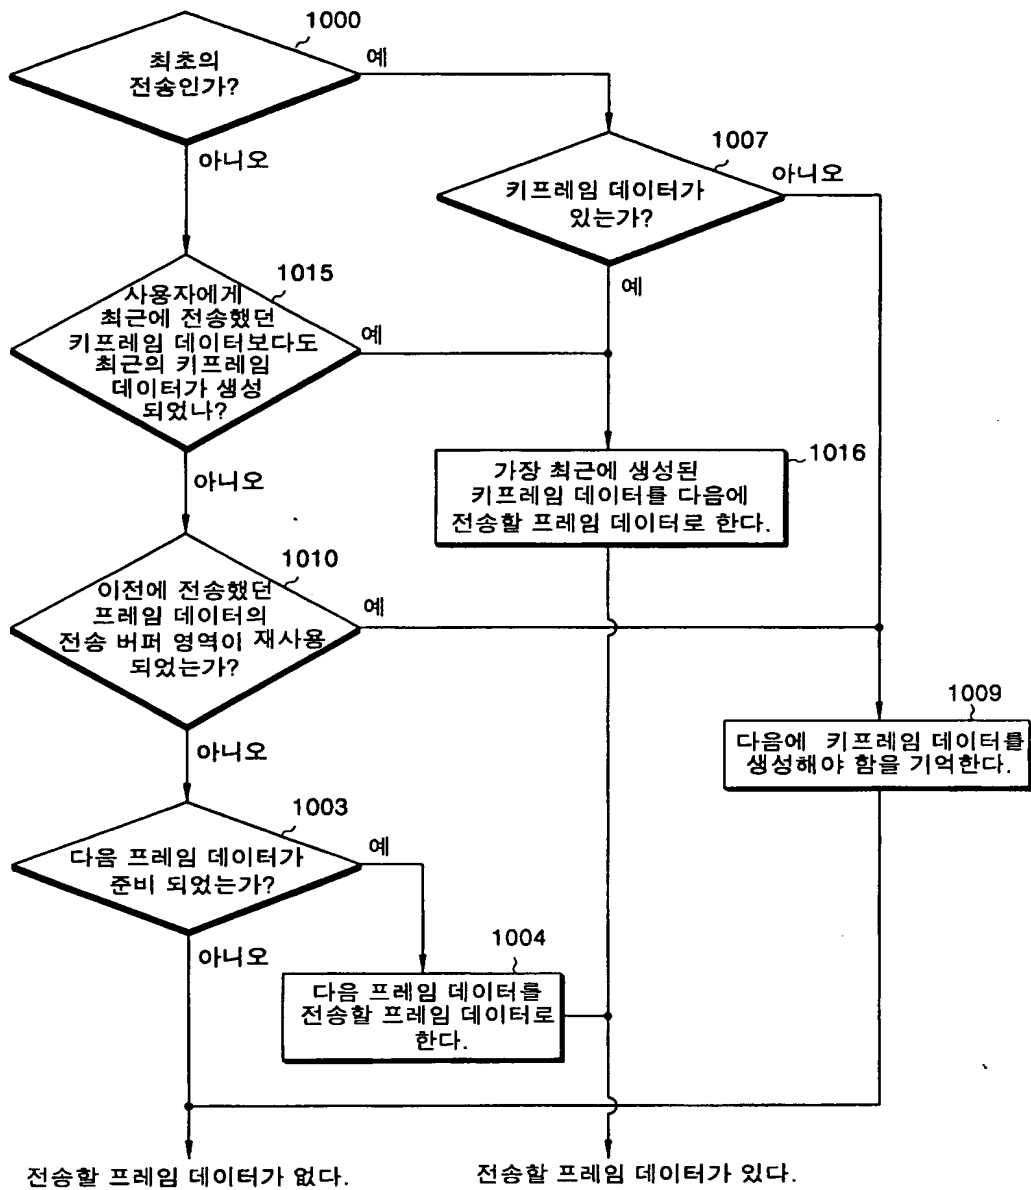 1000
최초의
전송인가?
예
아니오
1007
키프레임 데이터가
있는가?
아니오
예
1015
사용자에게
최근에 전송했던
키프레임 데이터보다도
최근의 키프레임
데이터가 생성
되었나?
예
아니오
1016
가장 최근에 생성된
키프레임 데이터를 다음에
전송할 프레임 데이터로 한다.
1010
이전에 전송했던
프레임 데이터의
전송 버퍼 영역이 재사용
되었는가?
예
아니오
1009
다음에 키프레임 데이터를
생성해야 함을 기억한다.
1003
다음 프레임 데이터가
준비 되었는가?
예
아니오
1004
다음 프레임 데이터를
전송할 프레임 데이터로
한다.
전송할 프레임 데이터가 없다.
전송할 프레임 데이터가 있다.